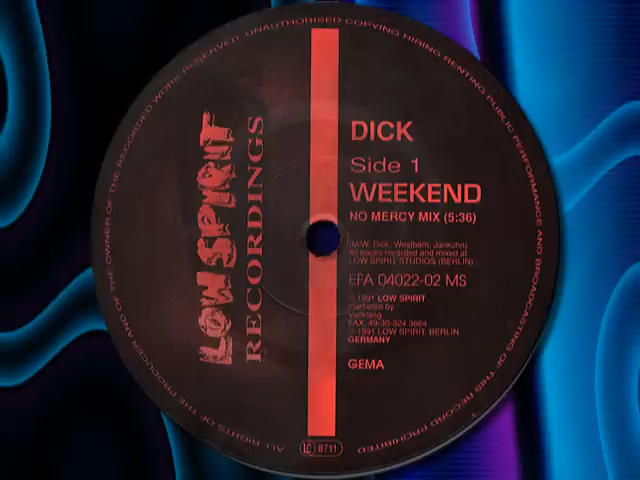 ALL RIGHTS OF THE PRODUCER AND OF THE OWNER OF THE RECORDED WORK RESERVED. UNAUTHORISED COPYING HIRING RENTING PUBLIC PERFORMANCE AND BROADCASTING OF THIS RECORD PROHIBITED
LOW SPIRIT
RECORDINGS
DICK
Side 1
WEEKEND
NO MERCY MIX (5:36)
(M/W: Dick, Westbam, Jankuhn)
All tracks recorded and mixed at
LOW SPIRIT STUDIOS (BERLIN)
EFA 04022-02 MS
℗ 1991 LOW SPIRIT
marketed by
Vielklang
FAX. 49-30-324 3664
© 1991 LOW SPIRIT. BERLIN
GERMANY
GEMA
LC 8711